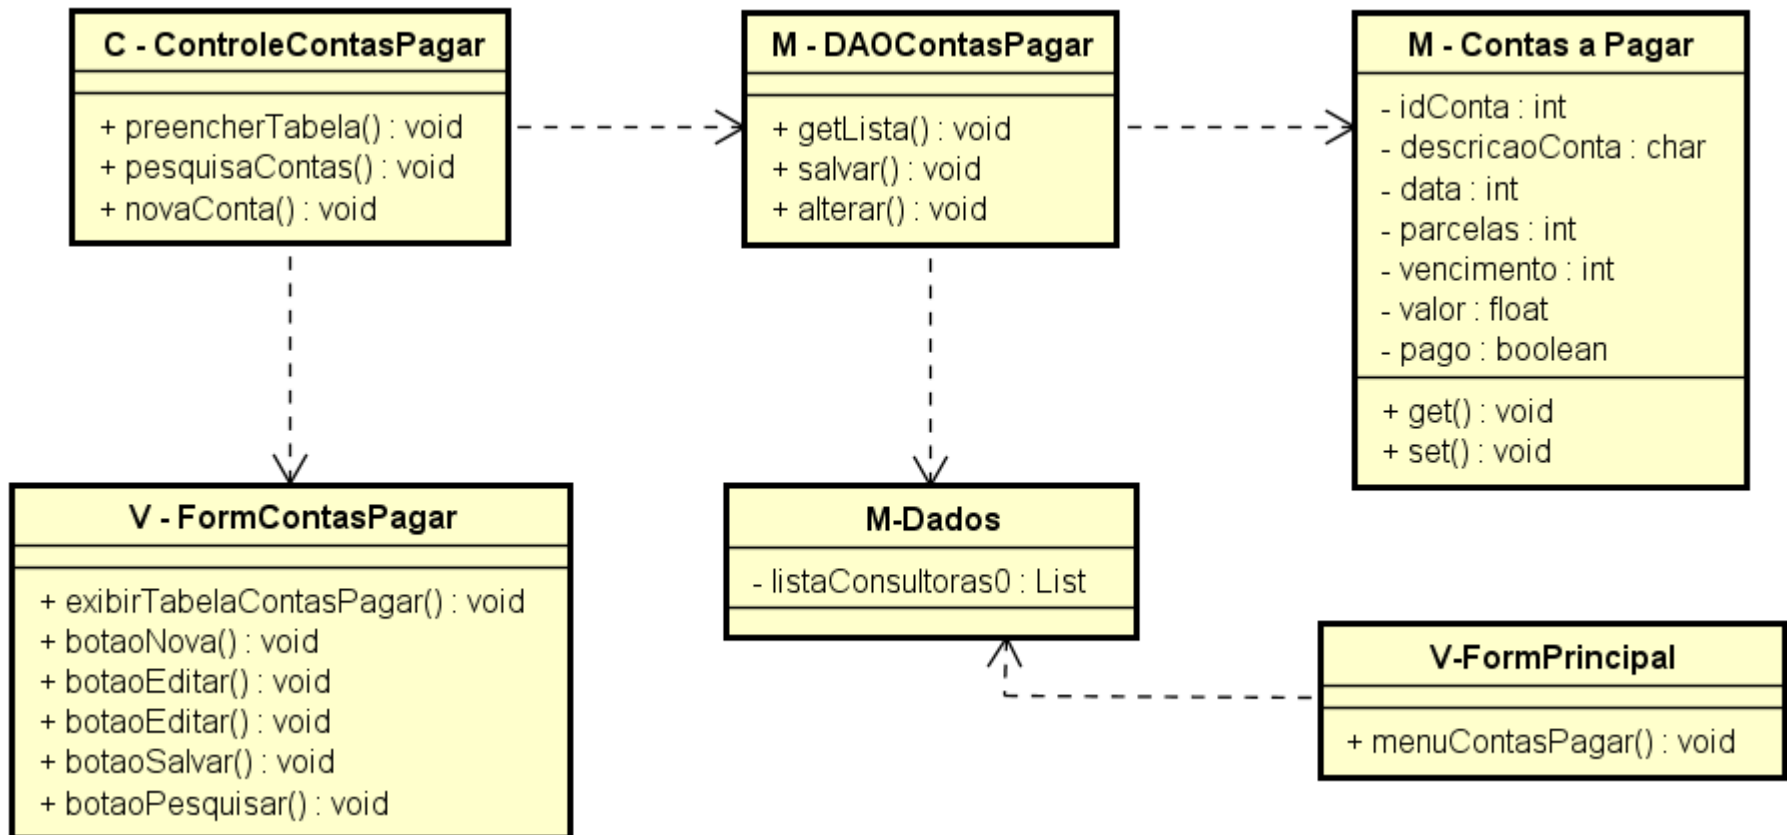 C - ControleContasPagar
+ preencherTabela() : void
+ pesquisaContas() : void
+ novaConta() : void
M - DAOContasPagar
+ getLista() : void
+ salvar() : void
+ alterar() : void
M - Contas a Pagar
- idConta : int
- descricaoConta : char
- data : int
- parcelas : int
- vencimento : int
- valor : float
- pago : boolean
+ get() : void
+ set() : void
V - FormContasPagar
+ exibirTabelaContasPagar() : void
+ botaoNova() : void
+ botaoEditar() : void
+ botaoEditar() : void
+ botaoSalvar() : void
+ botaoPesquisar() : void
M-Dados
- listaConsultoras0 : List
V-FormPrincipal
+ menuContasPagar() : void